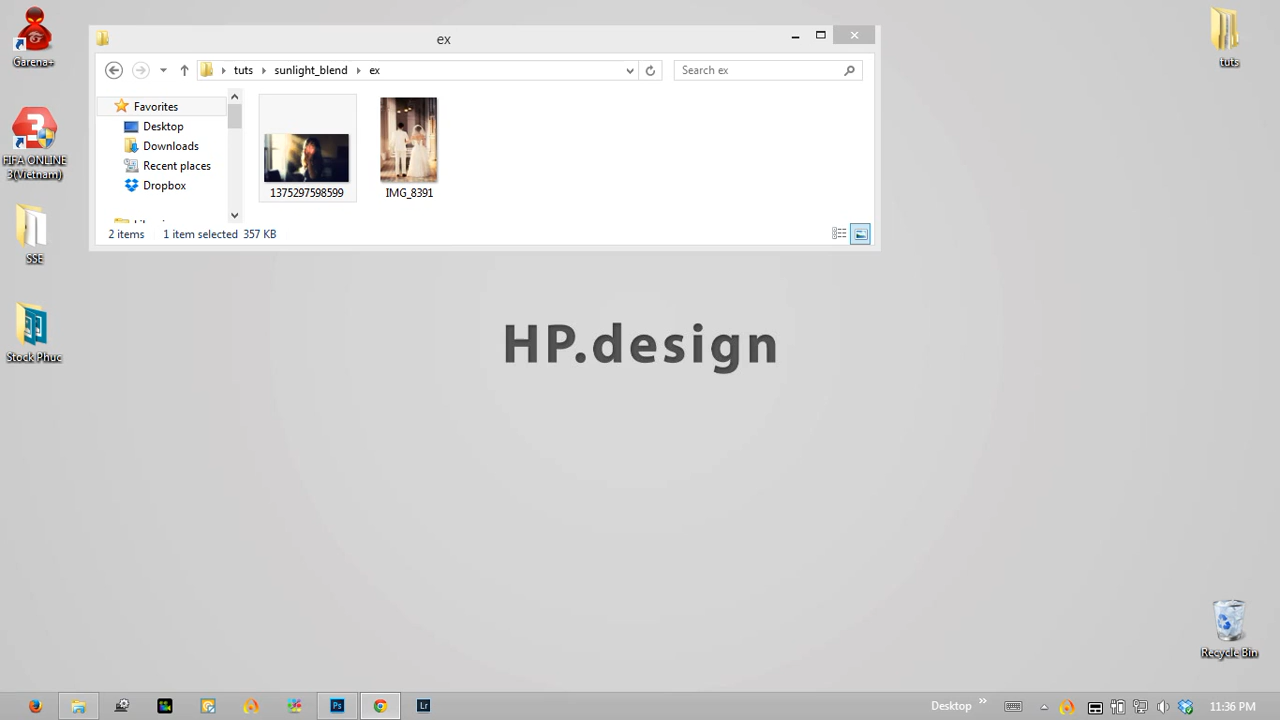 Garena+
FIFA ONLINE
3(Vietnam)
SSE
Stock Phuc
ex
tuts
sunlight_blend
ex
Search ex
Favorites
Desktop
Downloads
Recent places
Dropbox
1375297598599
IMG_8391
2 items
1 item selected 357 KB
tuts
HP.design
Recycle Bin
Ps
Lr
Desktop
11:36 PM